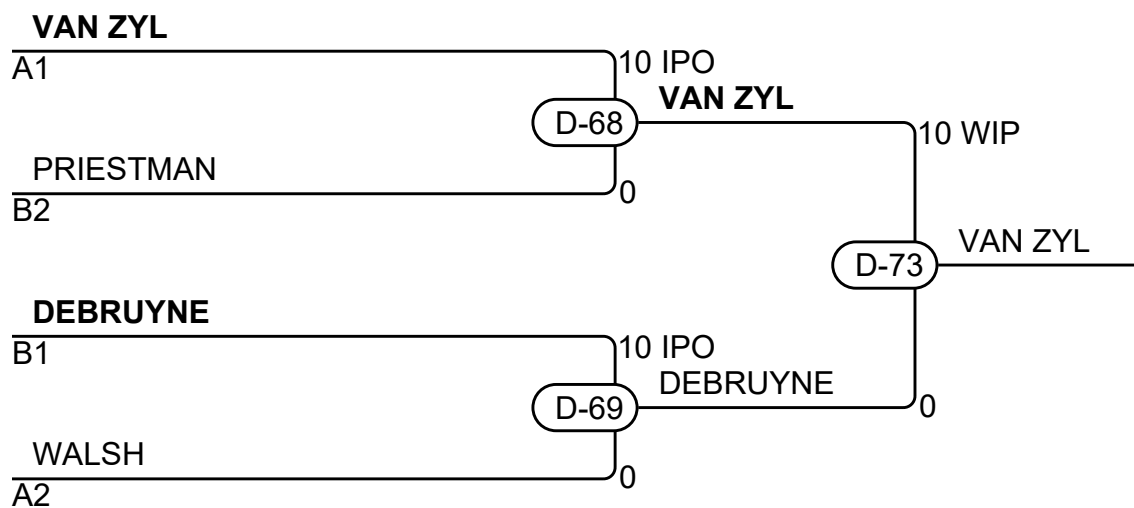 VAN ZYL
A1
10 IPO
VAN ZYL
D-68
10 WIP
PRIESTMAN
B2
0
VAN ZYL
D-73
DEBRUYNE
B1
10 IPO
DEBRUYNE
D-69
0
WALSH
A2
0